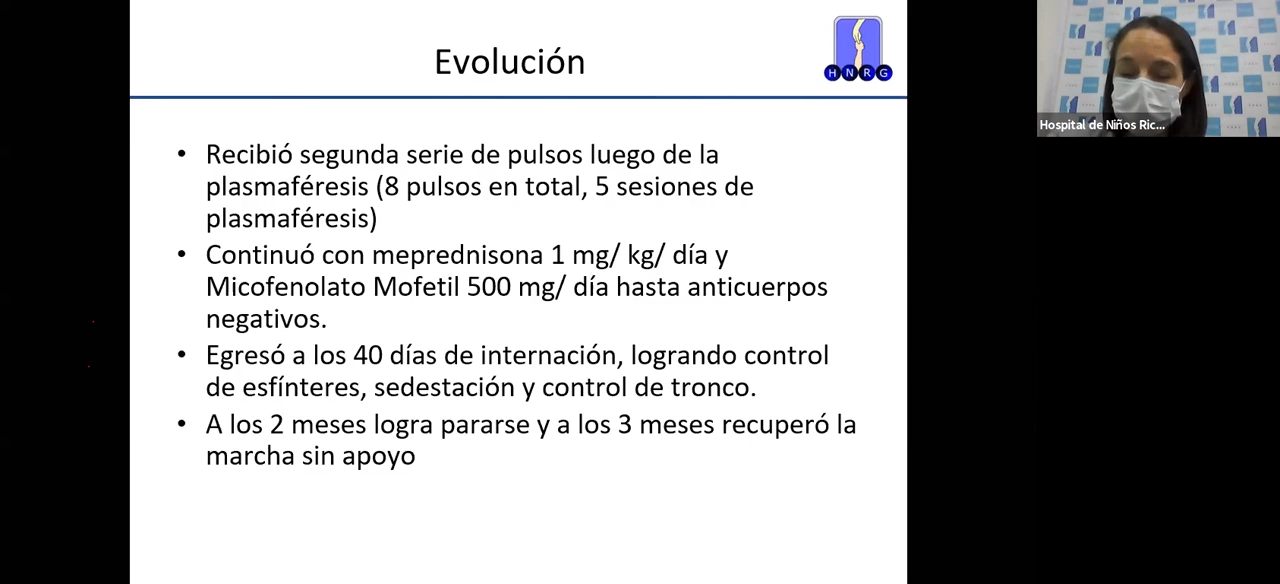 Evolución
H N R G
• Recibió segunda serie de pulsos luego de la
plasmaféresis (8 pulsos en total, 5 sesiones de
plasmaféresis)
• Continuó con meprednisona 1 mg/ kg/ día y
Micofenolato Mofetil 500 mg/ día hasta anticuerpos
negativos.
• Egresó a los 40 días de internación, logrando control
de esfínteres, sedestación y control de tronco.
• A los 2 meses logra pararse y a los 3 meses recuperó la
marcha sin apoyo
Hospital de Niños Ric...